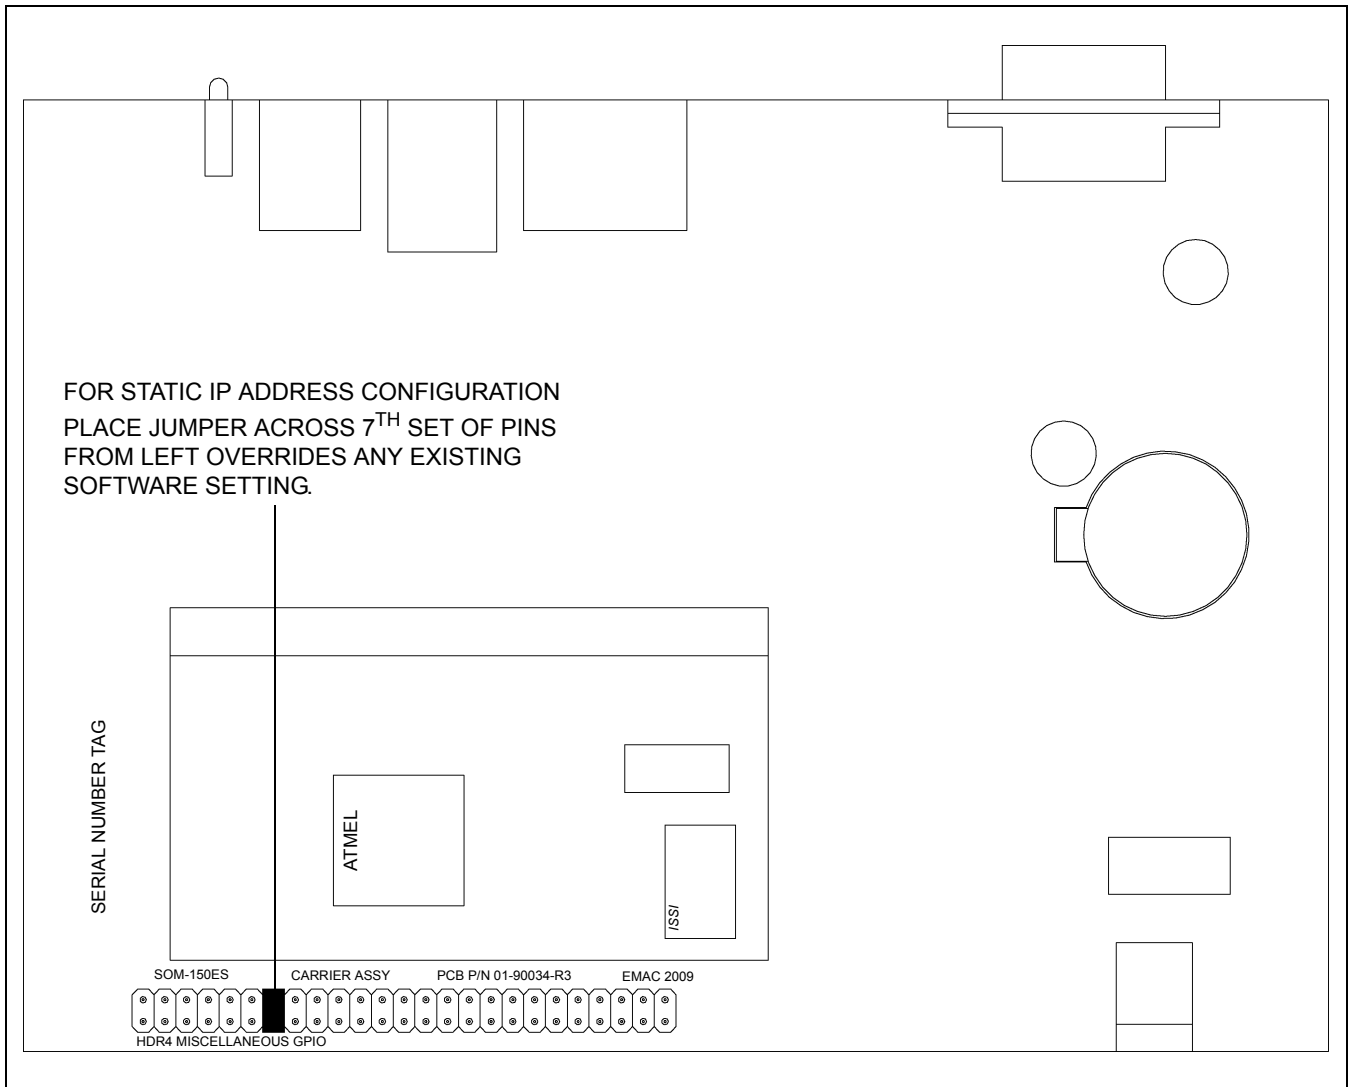 FOR STATIC IP ADDRESS CONFIGURATION
PLACE JUMPER ACROSS 7TH SET OF PINS
FROM LEFT OVERRIDES ANY EXISTING
SOFTWARE SETTING.
SERIAL NUMBER TAG
ATMEL
ISSI
SOM-150ES CARRIER ASSY PCB P/N 01-90034-R3 EMAC 2009
HDR4 MISCELLANEOUS GPIO